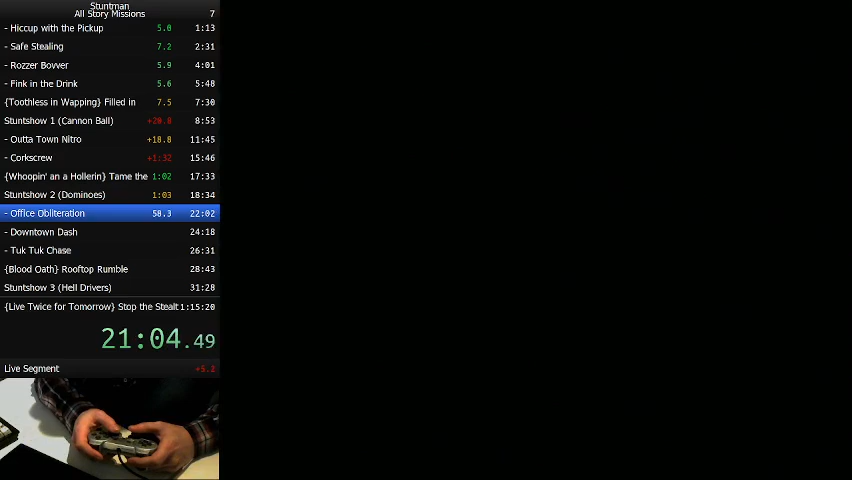 Stuntman
All Story Missions 7
- Hiccup with the Pickup 5.0 1:13
- Safe Stealing 7.2 2:31
- Rozzer Bovver 5.9 4:01
- Fink in the Drink 5.6 5:48
{Toothless in Wapping} Filled in 7.5 7:30
Stuntshow 1 (Cannon Ball) +20.8 8:53
- Outta Town Nitro +18.8 11:45
- Corkscrew +1:32 15:46
{Whoopin' an a Hollerin} Tame the 1:02 17:33
Stuntshow 2 (Dominoes) 1:03 18:34
- Office Obliteration 58.3 22:02
- Downtown Dash 24:18
- Tuk Tuk Chase 26:31
{Blood Oath} Rooftop Rumble 28:43
Stuntshow 3 (Hell Drivers) 31:28
{Live Twice for Tomorrow} Stop the Stealt 1:15:20
21:04.49
Live Segment +5.2